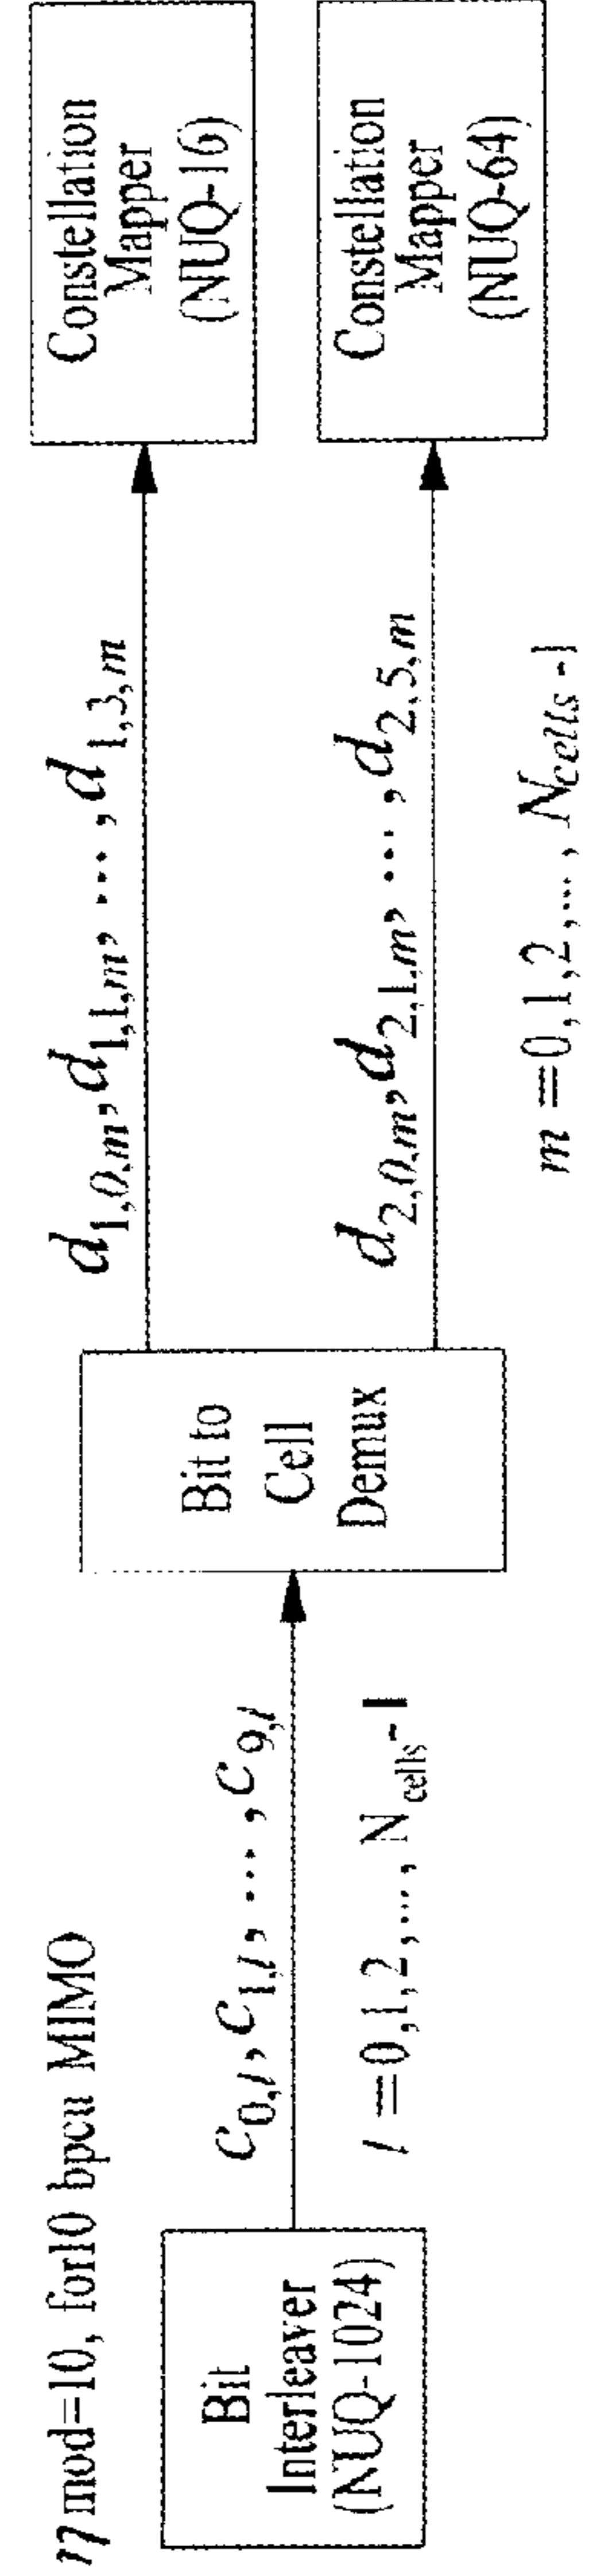 η mod=10, for10 bpcu MIMO
Bit
Interleaver
(NUQ-1024)
c0,l, c1,l, ..., c9,l
l =0,1,2,..., Ncells-1
Bit to
Cell
Demux
d1,0,m, d1,1,m, ..., d1,3,m
d2,0,m, d2,1,m, ..., d2,5,m
m =0,1,2,..., Ncells -1
Constellation
Mapper
(NUQ-16)
Constellation
Mapper
(NUQ-64)